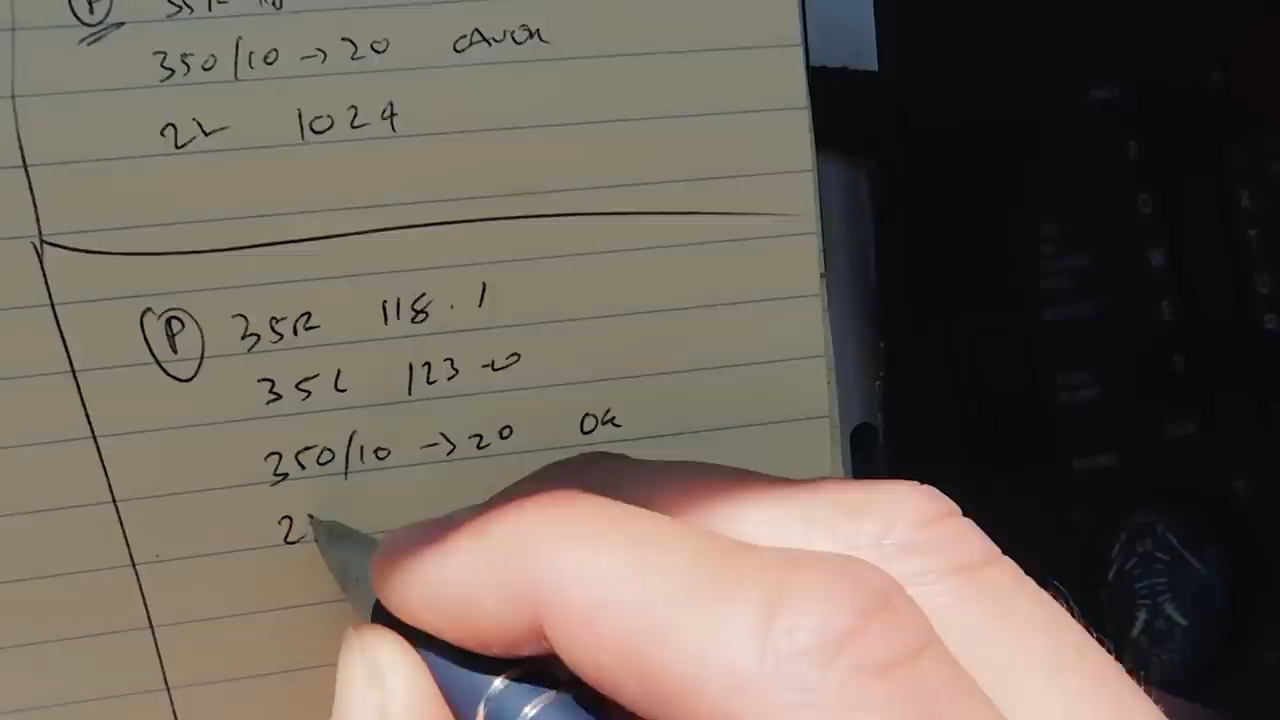 350/10 → 20 CAVOK
22 1024
P 35R 118.1
35L 123.0
350/10 → 20 OK
2